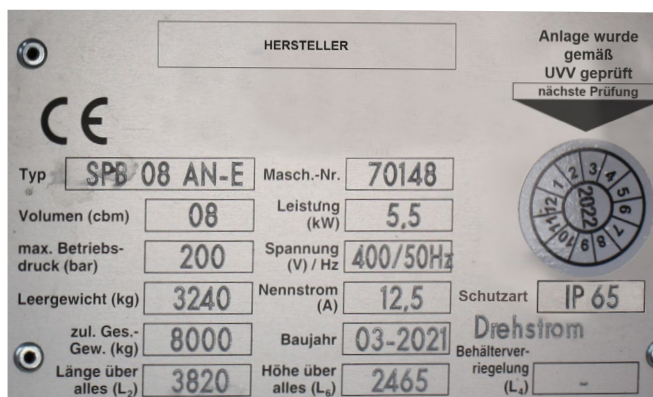 HERSTELLER
Anlage wurde
gemäß
UVV geprüft
nächste Prüfung
CE
Typ SPB 08 AN-E Masch.-Nr. 70148
1 2 3 4 5 6 7 8 9 10 11 12
2022
Volumen (cbm) 08 Leistung (kW) 5,5
max. Betriebs-
druck (bar) 200 Spannung
(V) / Hz 400/50Hz
Leergewicht (kg) 3240 Nennstrom
(A) 12,5 Schutzart IP 65
zul. Ges.-
Gew. (kg) 8000 Baujahr 03-2021 Drehstrom
Behälterver-
riegelung
(L4) -
Länge über
alles (L2) 3820 Höhe über
alles (L6) 2465